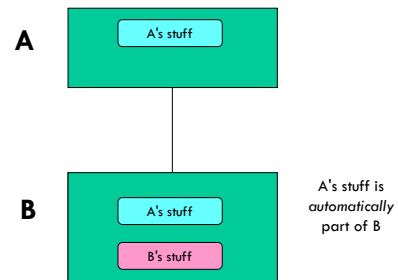 A
A's stuff
B
A's stuff
B's stuff
A's stuff is
automatically
part of B